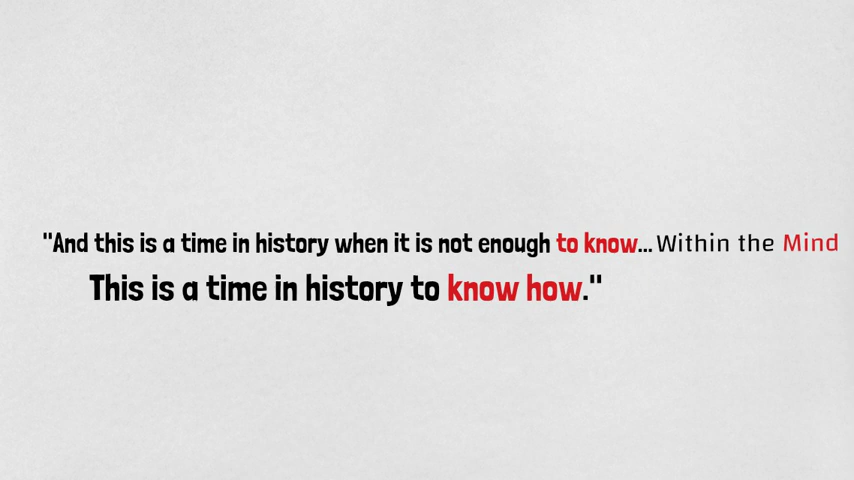 "And this is a time in history when it is not enough to know... Within the Mind
This is a time in history to know how."